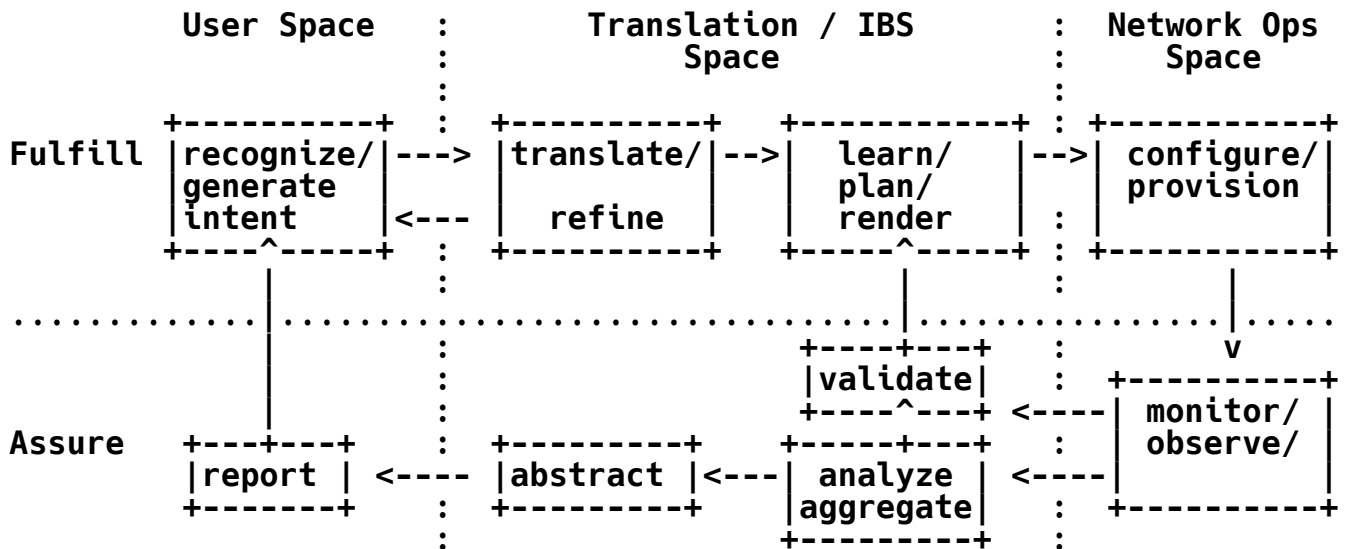 User Space : Translation / IBS : Network Ops
: Space : Space
: :
+----------+ : +----------+ +-----------+ : +-----------+
Fulfill |recognize/|---> |translate/|-->| learn/ |-->| configure/|
|generate | | | | plan/ | | provision |
|intent |<--- | refine | | render | : | |
+----^-----+ : +----------+ +-----^-----+ : +-----------+
| : | : |
............|................................|................|.....
| : +----+---+ : v
| : |validate| : +----------+
| : +----^---+ <----| monitor/ |
Assure +---+---+ : +---------+ +-----+---+ : | observe/ |
|report | <---- |abstract |<---| analyze | <----| |
+-------+ : +---------+ |aggregate| : +----------+
: +---------+ :